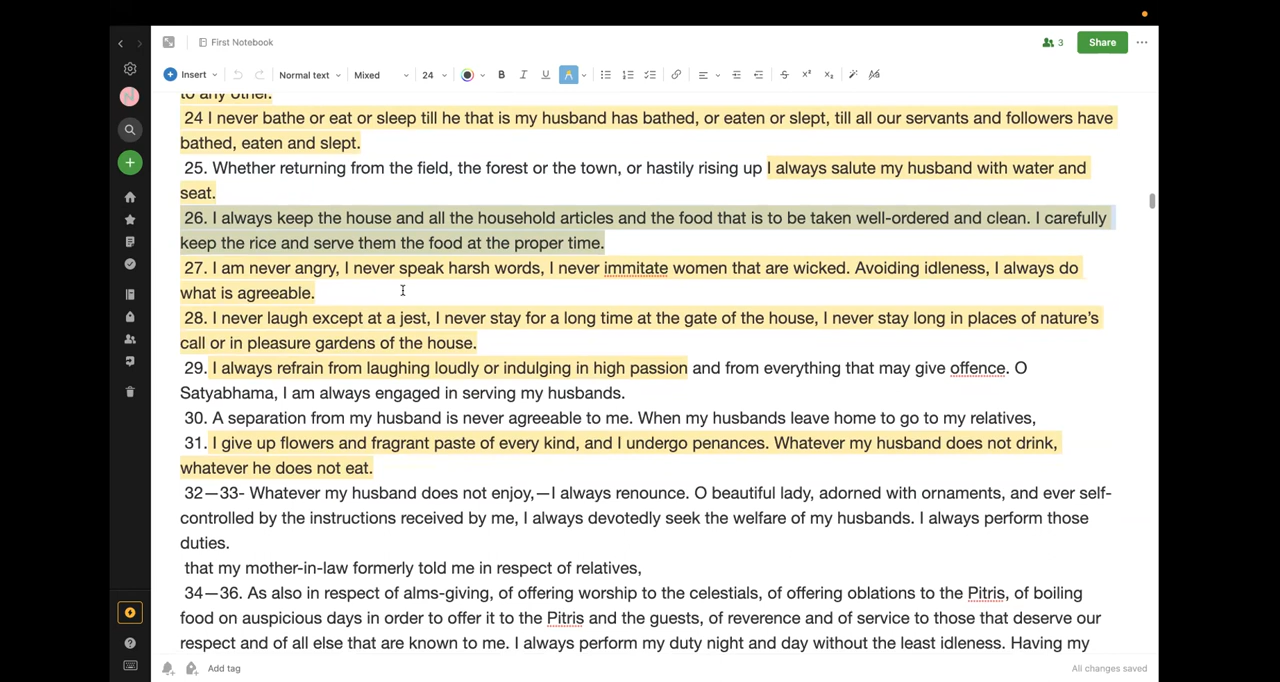 First Notebook
3
Share
Insert
Normal text
Mixed
24
B
I
U
A
to any other.
24 I never bathe or eat or sleep till he that is my husband has bathed, or eaten or slept, till all our servants and followers have
bathed, eaten and slept.
25. Whether returning from the field, the forest or the town, or hastily rising up I always salute my husband with water and
seat.
26. I always keep the house and all the household articles and the food that is to be taken well-ordered and clean. I carefully
keep the rice and serve them the food at the proper time.
27. I am never angry, I never speak harsh words, I never immitate women that are wicked. Avoiding idleness, I always do
what is agreeable.
28. I never laugh except at a jest, I never stay for a long time at the gate of the house, I never stay long in places of nature’s
call or in pleasure gardens of the house.
29. I always refrain from laughing loudly or indulging in high passion and from everything that may give offence. O
Satyabhama, I am always engaged in serving my husbands.
30. A separation from my husband is never agreeable to me. When my husbands leave home to go to my relatives,
31. I give up flowers and fragrant paste of every kind, and I undergo penances. Whatever my husband does not drink,
whatever he does not eat.
32—33- Whatever my husband does not enjoy,—I always renounce. O beautiful lady, adorned with ornaments, and ever self-
controlled by the instructions received by me, I always devotedly seek the welfare of my husbands. I always perform those
duties.
that my mother-in-law formerly told me in respect of relatives,
34—36. As also in respect of alms-giving, of offering worship to the celestials, of offering oblations to the Pitris, of boiling
food on auspicious days in order to offer it to the Pitris and the guests, of reverence and of service to those that deserve our
respect and of all else that are known to me. I always perform my duty night and day without the least idleness. Having my
Add tag
All changes saved